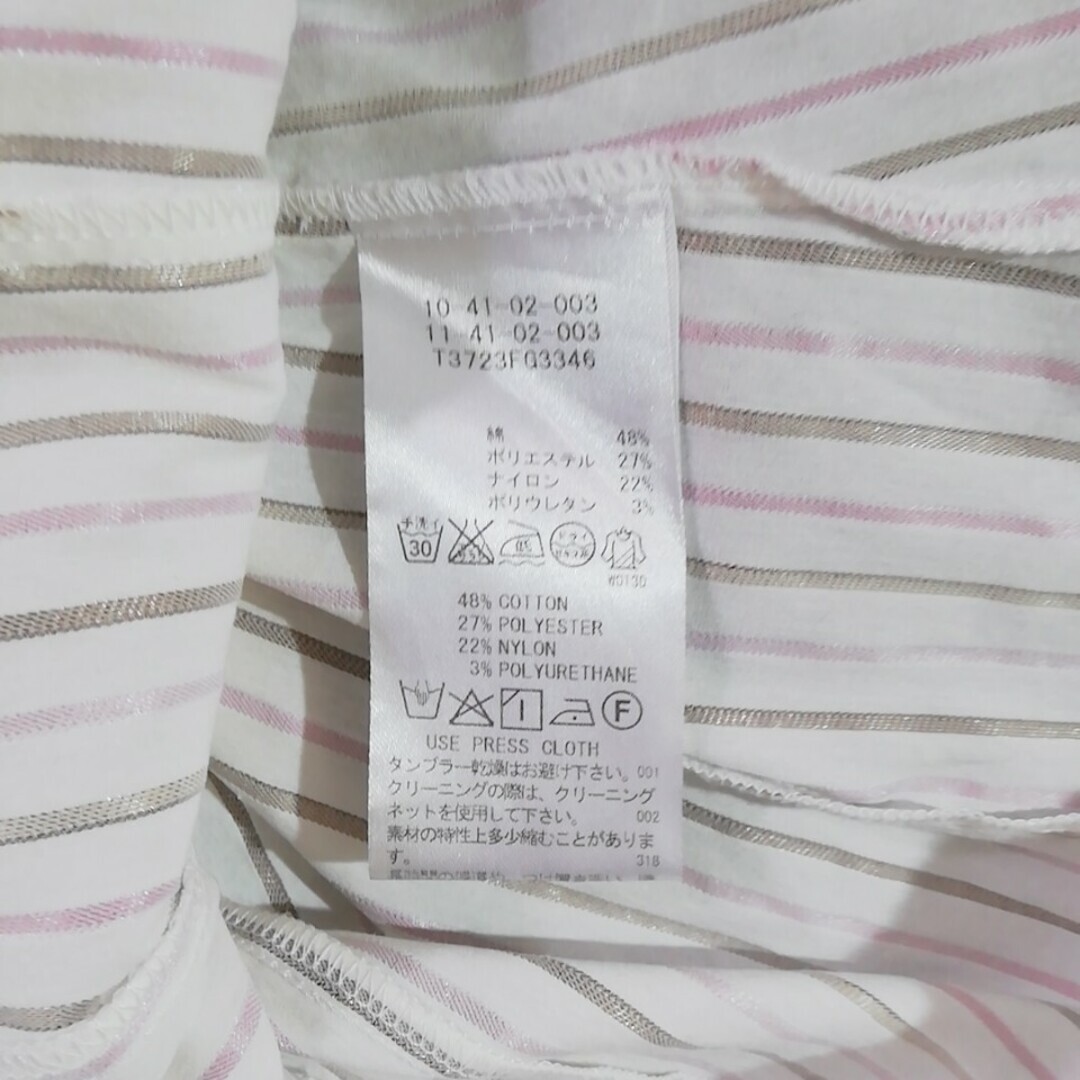 10 41-02-003
11 41-02-003
T3723FG3346
綿 48%
ポリエステル 27%
ナイロン 22%
ポリウレタン 3%
手洗イ
30
ドライ
W0130
48% COTTON
27% POLYESTER
22% NYLON
3% POLYURETHANE
F
USE PRESS CLOTH
タンブラー乾燥はお避け下さい。001
クリーニングの際は、クリーニング
ネットを使用して下さい。 002
素材の特性上多少縮むことがありま
す。 318